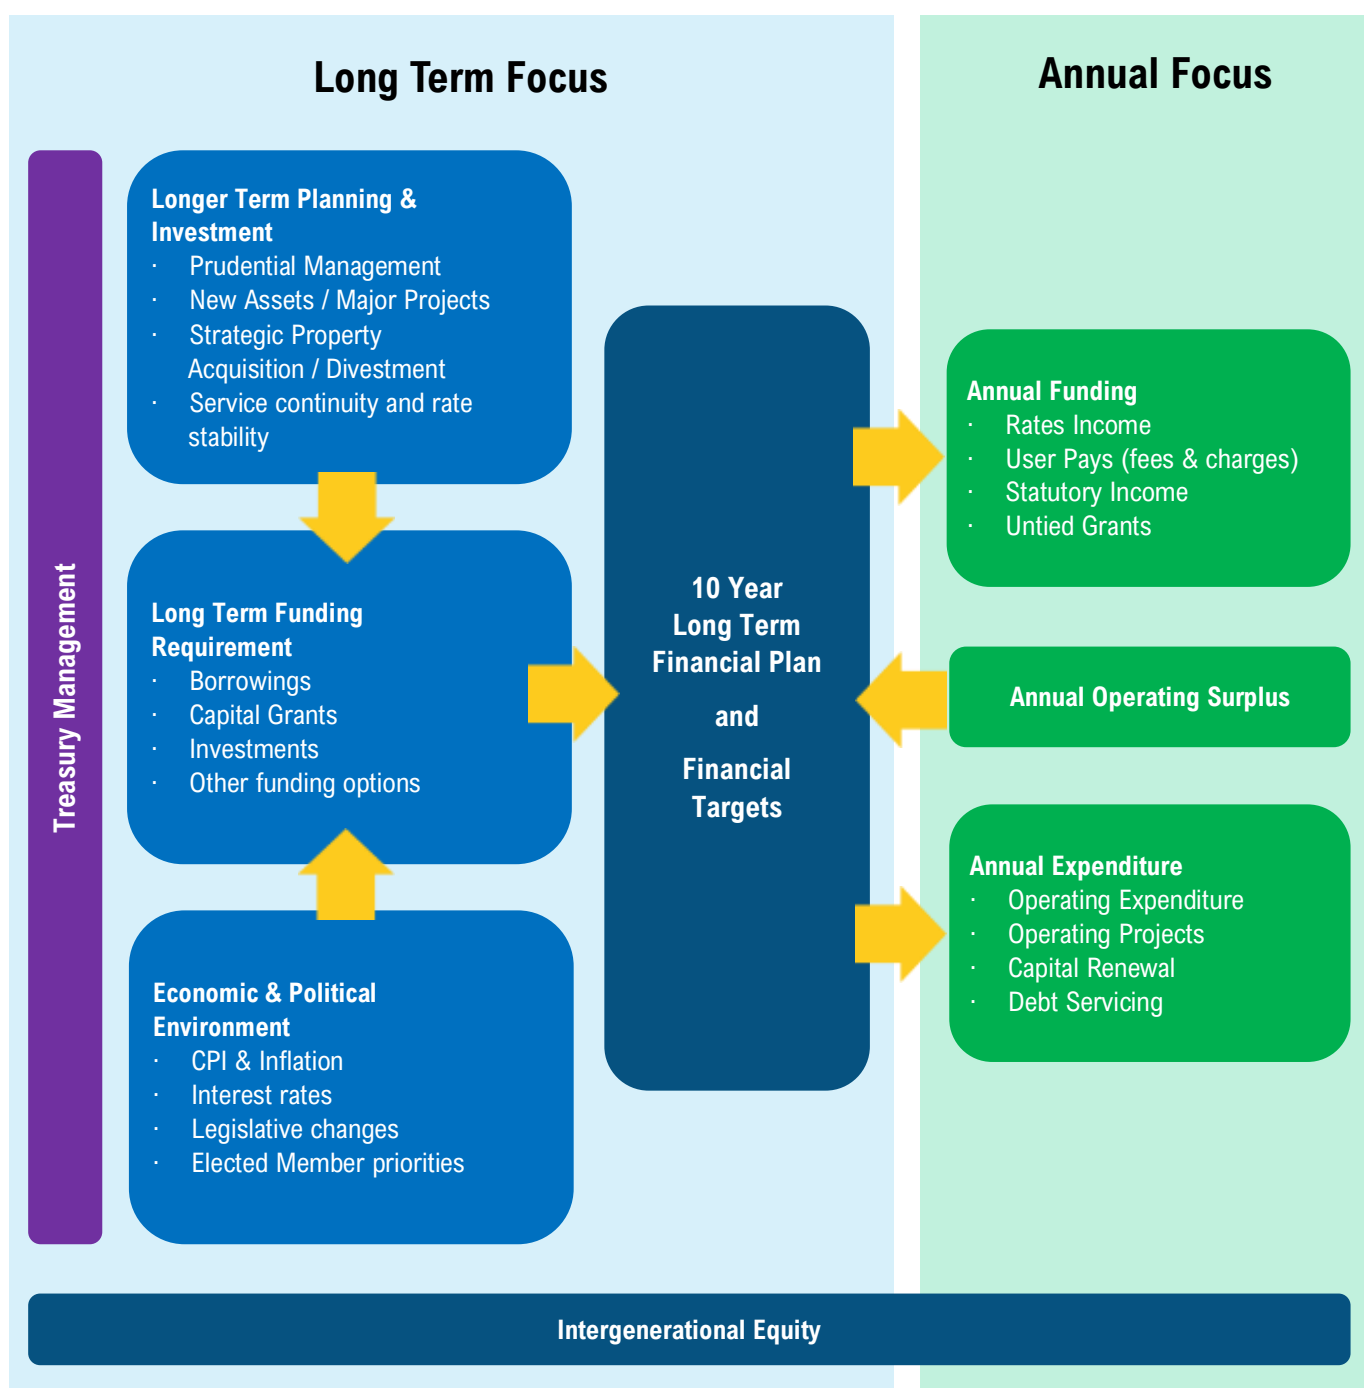 Long Term Focus
Annual Focus
Treasury Management
Longer Term Planning &
Investment
· Prudential Management
· New Assets / Major Projects
· Strategic Property
Acquisition / Divestment
· Service continuity and rate
stability
Long Term Funding
Requirement
· Borrowings
· Capital Grants
· Investments
· Other funding options
Economic & Political
Environment
· CPI & Inflation
· Interest rates
· Legislative changes
· Elected Member priorities
10 Year
Long Term
Financial Plan
and
Financial
Targets
Annual Funding
· Rates Income
· User Pays (fees & charges)
· Statutory Income
· Untied Grants
Annual Operating Surplus
Annual Expenditure
· Operating Expenditure
· Operating Projects
· Capital Renewal
· Debt Servicing
Intergenerational Equity